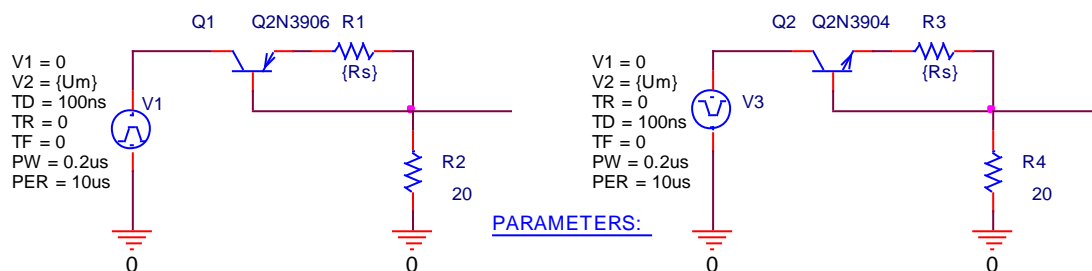 Q1 Q2N3906 R1
{Rs}
V1 = 0
V2 = {Um}
TD = 100ns
TR = 0
TF = 0
PW = 0.2us
PER = 10us
V1
R2
20
0
0
PARAMETERS:
Q2 Q2N3904 R3
{Rs}
V1 = 0
V2 = {Um}
TR = 0
TD = 100ns
TF = 0
PW = 0.2us
PER = 10us
V3
R4
20
0
0